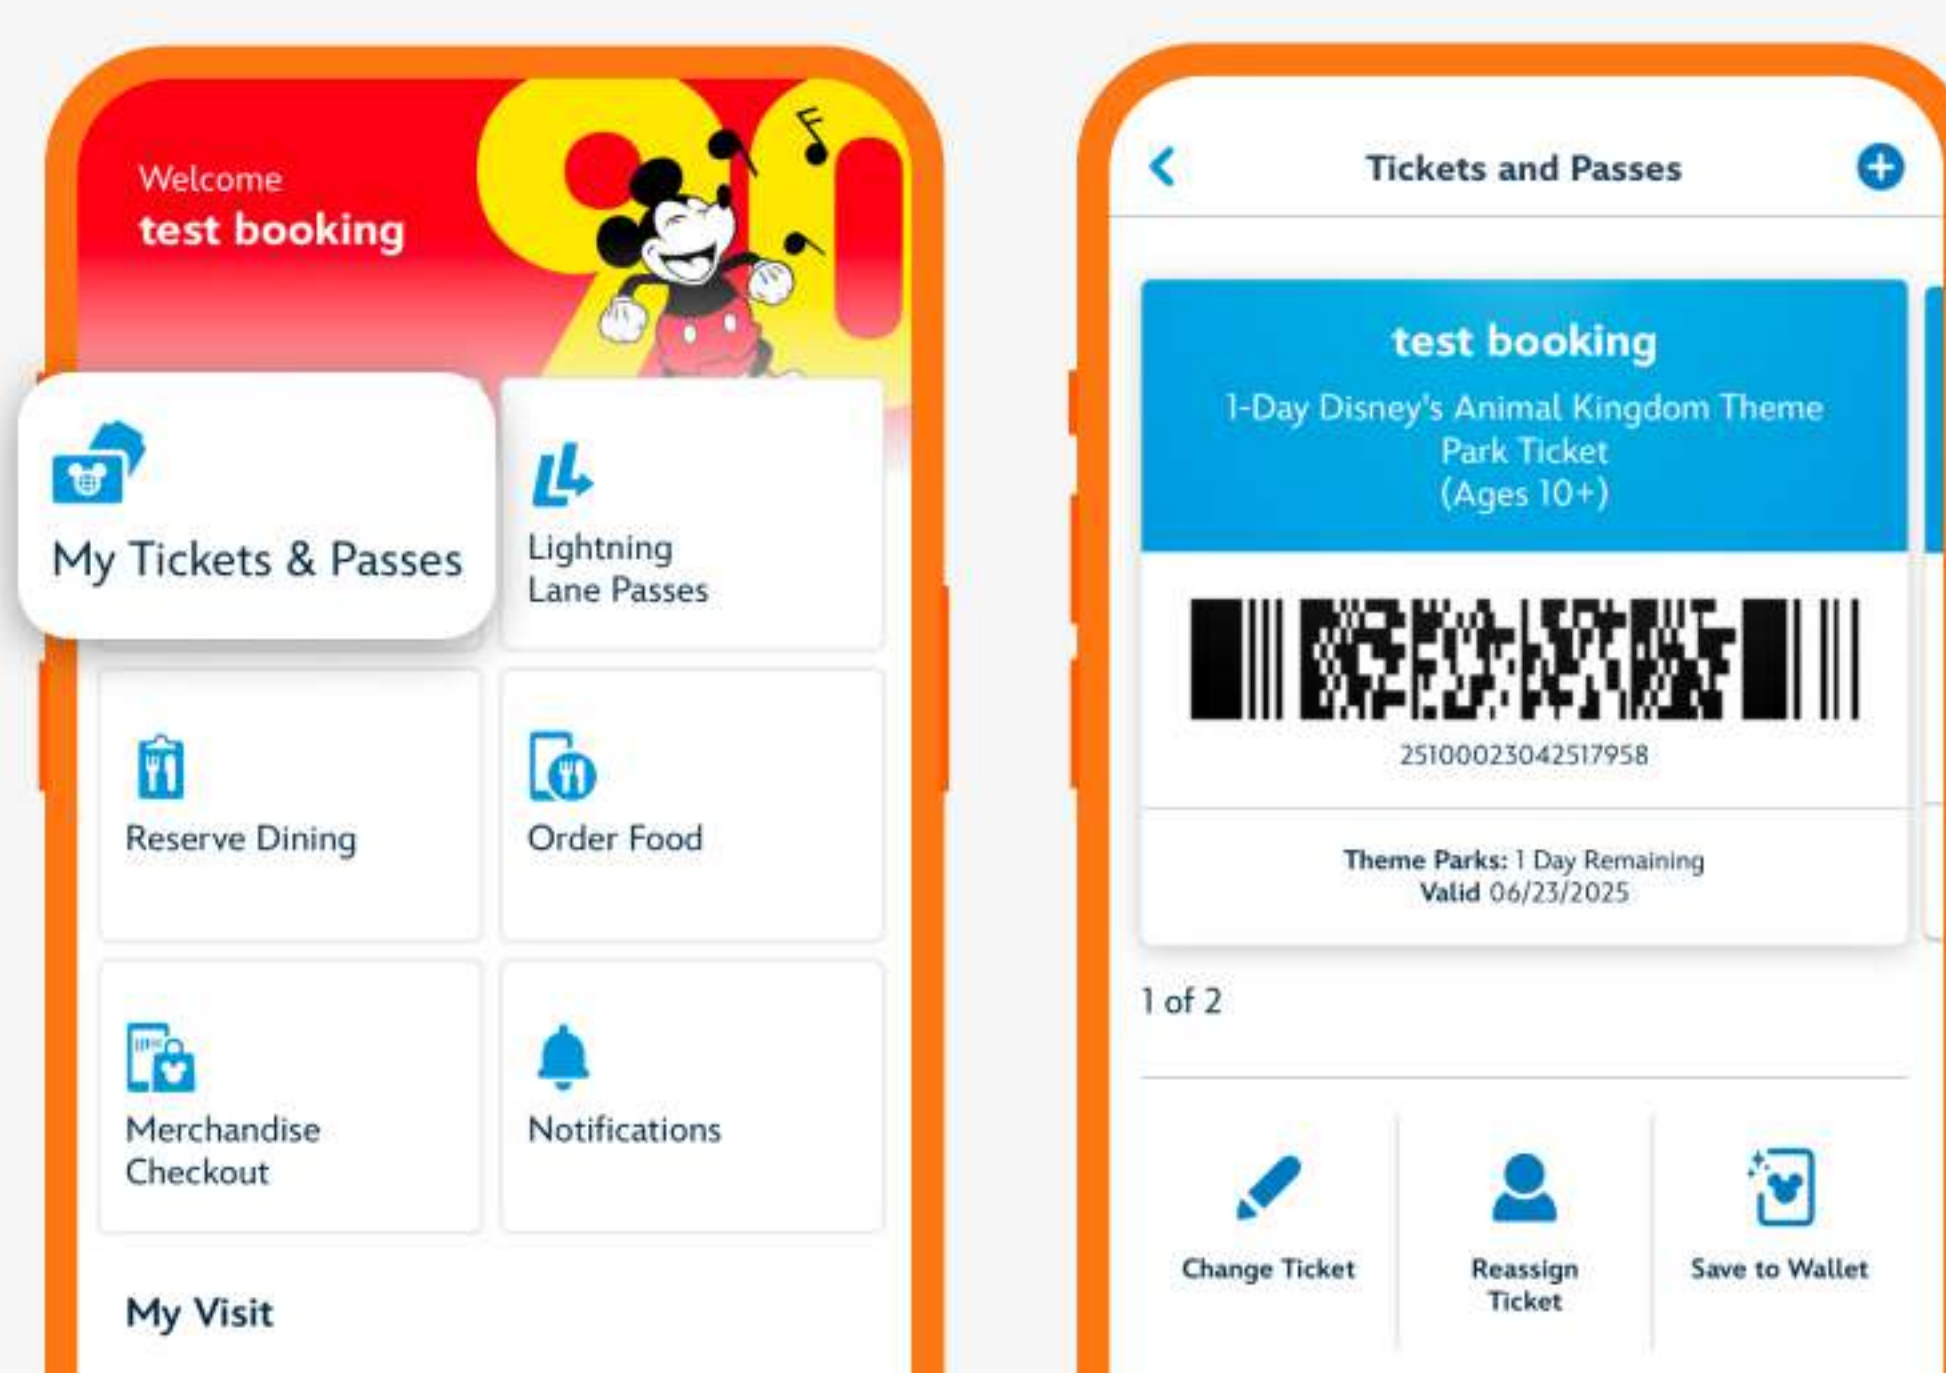 Welcome
test booking
My Tickets & Passes
Lightning
Lane Passes
Reserve Dining
Order Food
Merchandise
Checkout
Notifications
My Visit
Tickets and Passes
test booking
1-Day Disney's Animal Kingdom Theme
Park Ticket
(Ages 10+)
25100023042517958
Theme Parks: 1 Day Remaining
Valid 06/23/2025
1 of 2
Change Ticket
Reassign
Ticket
Save to Wallet